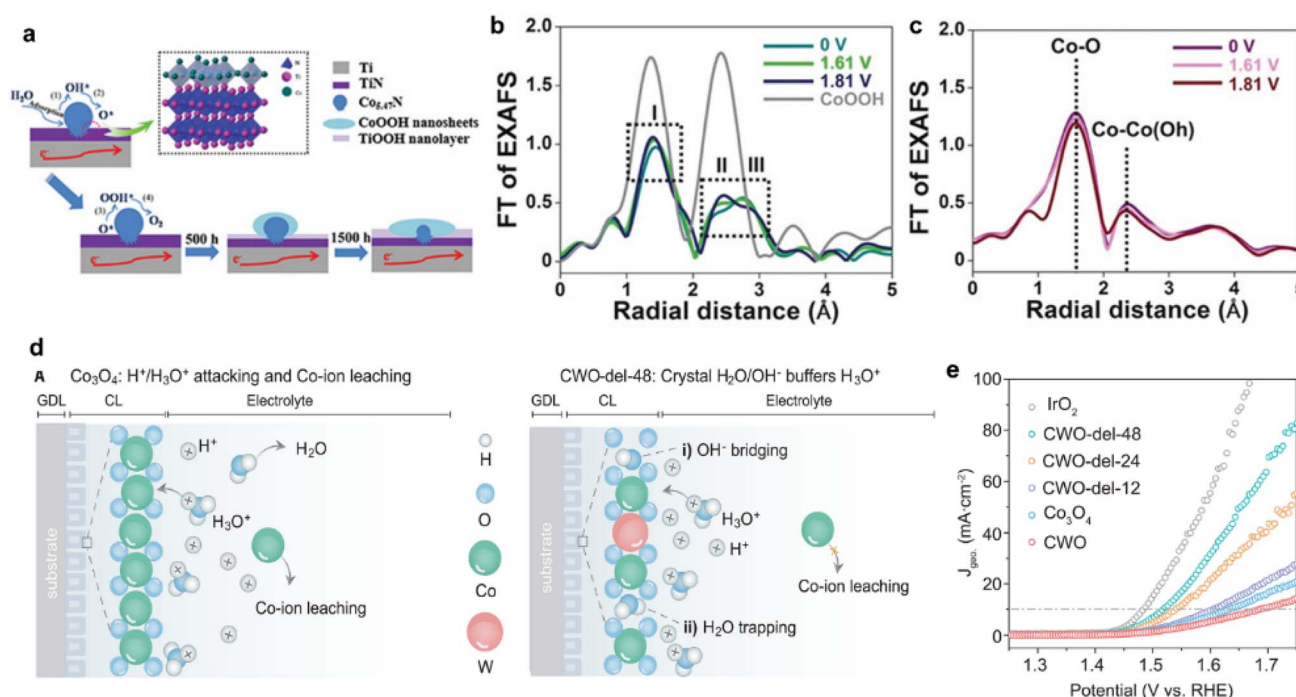 a
H₂O
Adsorption
(1)
OH*
(2)
O*
e⁻
N
Ti
Co
Ti
TiN
Co₅.₄₇N
CoOOH nanosheets
TiOOH nanolayer
OOH*
(3)
(4)
O*
O₂
e⁻
500 h
e⁻
1500 h
e⁻
b
FT of EXAFS
2.0
1.5
1.0
0.5
0
I
II
III
0 V
1.61 V
1.81 V
CoOOH
0 1 2 3 4 5
Radial distance (Å)
c
FT of EXAFS
2.0
1.5
1.0
0.5
0
Co-O
Co-Co(Oh)
0 V
1.61 V
1.81 V
0 1 2 3 4 5
Radial distance (Å)
d
A Co₃O₄: H⁺/H₃O⁺ attacking and Co-ion leaching
GDL CL Electrolyte
substrate
H⁺
H₂O
H₃O⁺
Co-ion leaching
H
O
Co
W
CWO-del-48: Crystal H₂O/OH⁻ buffers H₃O⁺
GDL CL Electrolyte
substrate
i) OH⁻ bridging
H₃O⁺
H⁺
Co-ion leaching
ii) H₂O trapping
e
J geo. (mA·cm⁻²)
100
80
60
40
20
0
IrO₂
CWO-del-48
CWO-del-24
CWO-del-12
Co₃O₄
CWO
1.3 1.4 1.5 1.6 1.7
Potential (V vs. RHE)